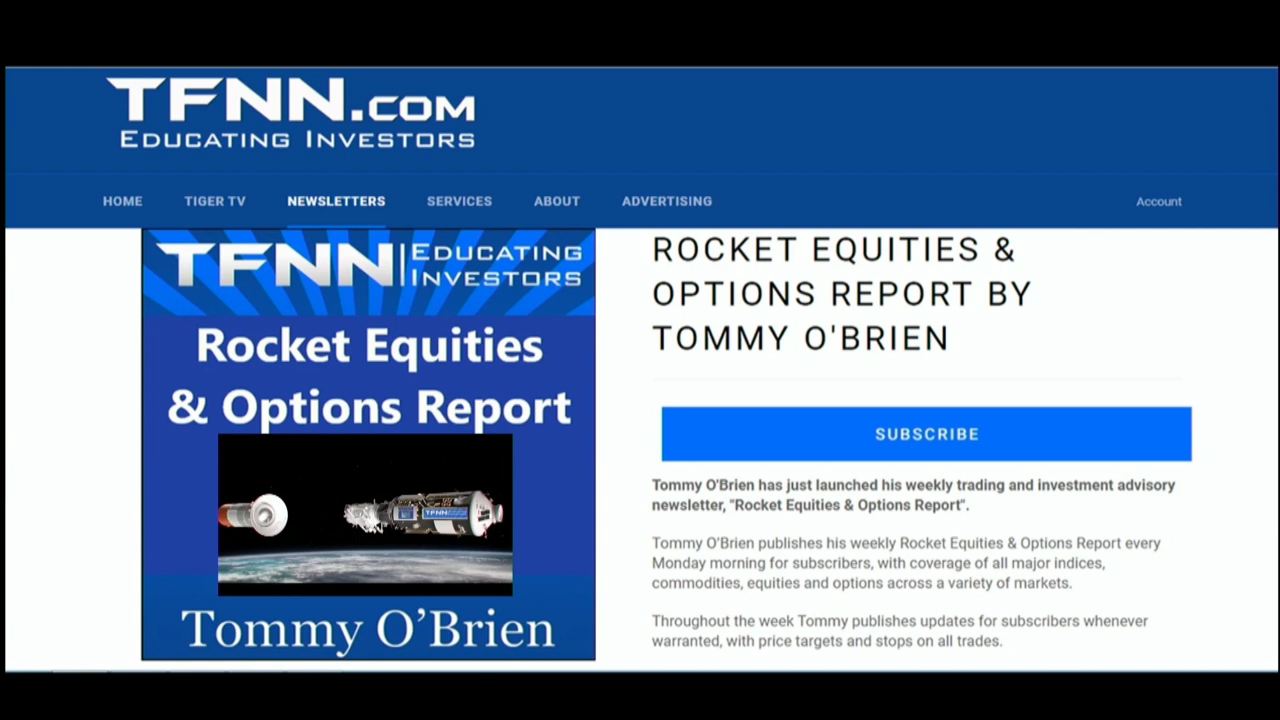 TFNN.COM
EDUCATING INVESTORS
HOME TIGER TV NEWSLETTERS SERVICES ABOUT ADVERTISING Account
TFNN EDUCATING
INVESTORS
Rocket Equities
& Options Report
TFNN
Tommy O’Brien
ROCKET EQUITIES &
OPTIONS REPORT BY
TOMMY O'BRIEN
SUBSCRIBE
Tommy O'Brien has just launched his weekly trading and investment advisory
newsletter, "Rocket Equities & Options Report".
Tommy O'Brien publishes his weekly Rocket Equities & Options Report every
Monday morning for subscribers, with coverage of all major indices,
commodities, equities and options across a variety of markets.
Throughout the week Tommy publishes updates for subscribers whenever
warranted, with price targets and stops on all trades.